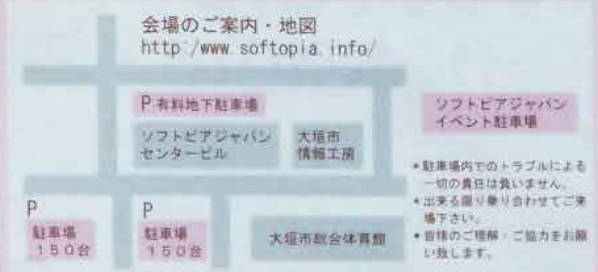 会場のご案内・地図
http:/www.softopia.info/
P 有料地下駐車場
ソフトピアジャパン
センタービル
大垣市
情報工房
ソフトピアジャパン
イベント駐車場
*駐車場内でのトラブルによる
一切の責任は負いません。
*出来る限り乗り合わせてご来
場下さい。
*皆様のご理解・ご協力をお願
い致します。
P
駐車場
150台
P
駐車場
150台
大垣市総合体育館